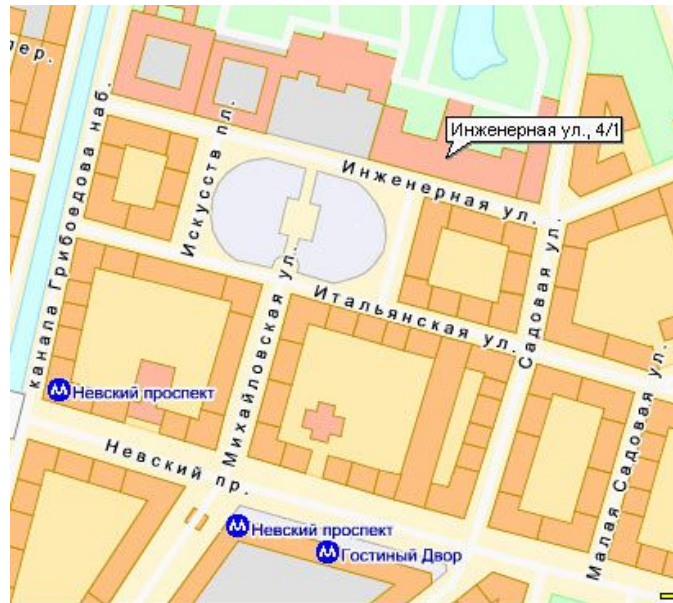 пер.
Инженерная ул., 4/1
Инженерная ул.
Искусств пл.
канала Грибоедова наб.
Итальянская ул.
Михайловская ул.
Садовая ул.
Малая Садовая ул.
Невский проспект
Невский пр.
Невский проспект
Гостиный Двор